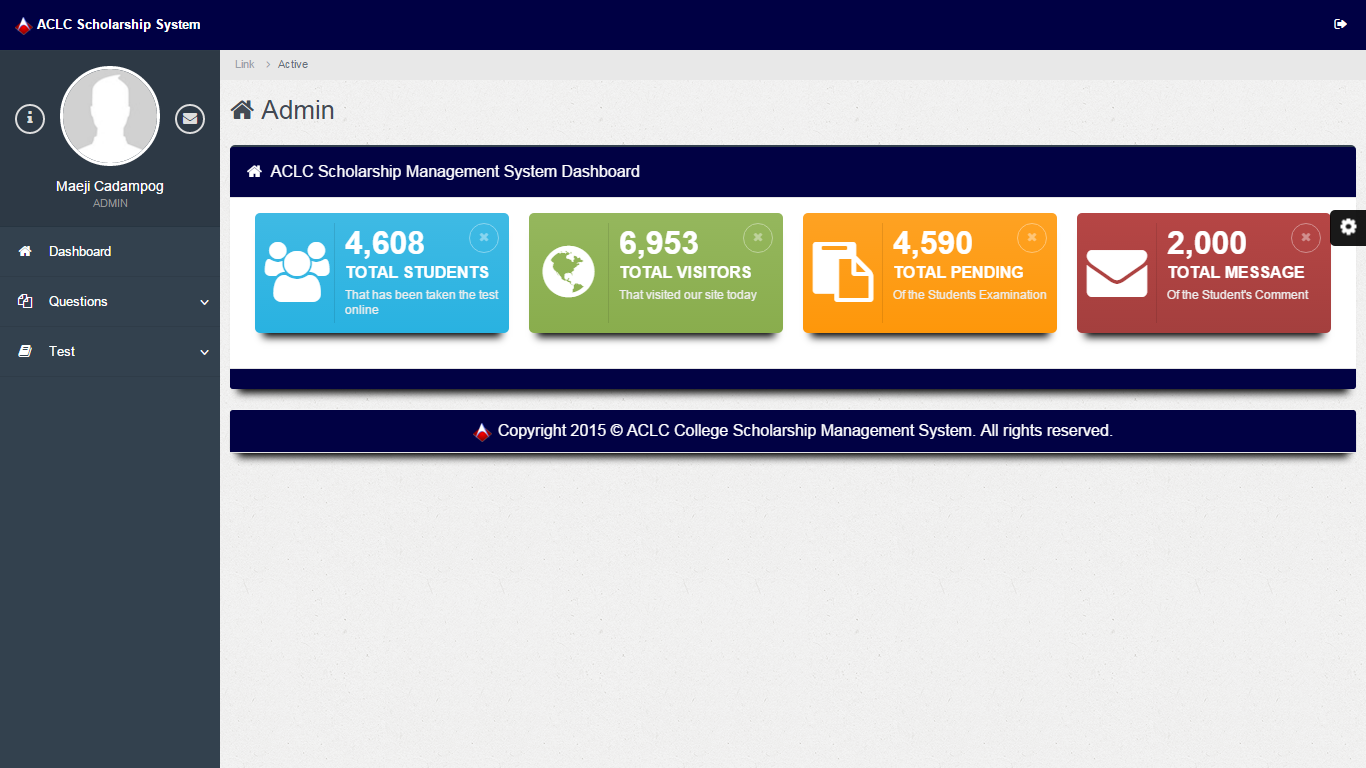 ACLC Scholarship System
Maeji Cadampog
ADMIN
Dashboard
Questions
Test
Link > Active
Admin
ACLC Scholarship Management System Dashboard
4,608
TOTAL STUDENTS
That has been taken the test
online
6,953
TOTAL VISITORS
That visited our site today
4,590
TOTAL PENDING
Of the Students Examination
2,000
TOTAL MESSAGE
Of the Student's Comment
Copyright 2015 © ACLC College Scholarship Management System. All rights reserved.